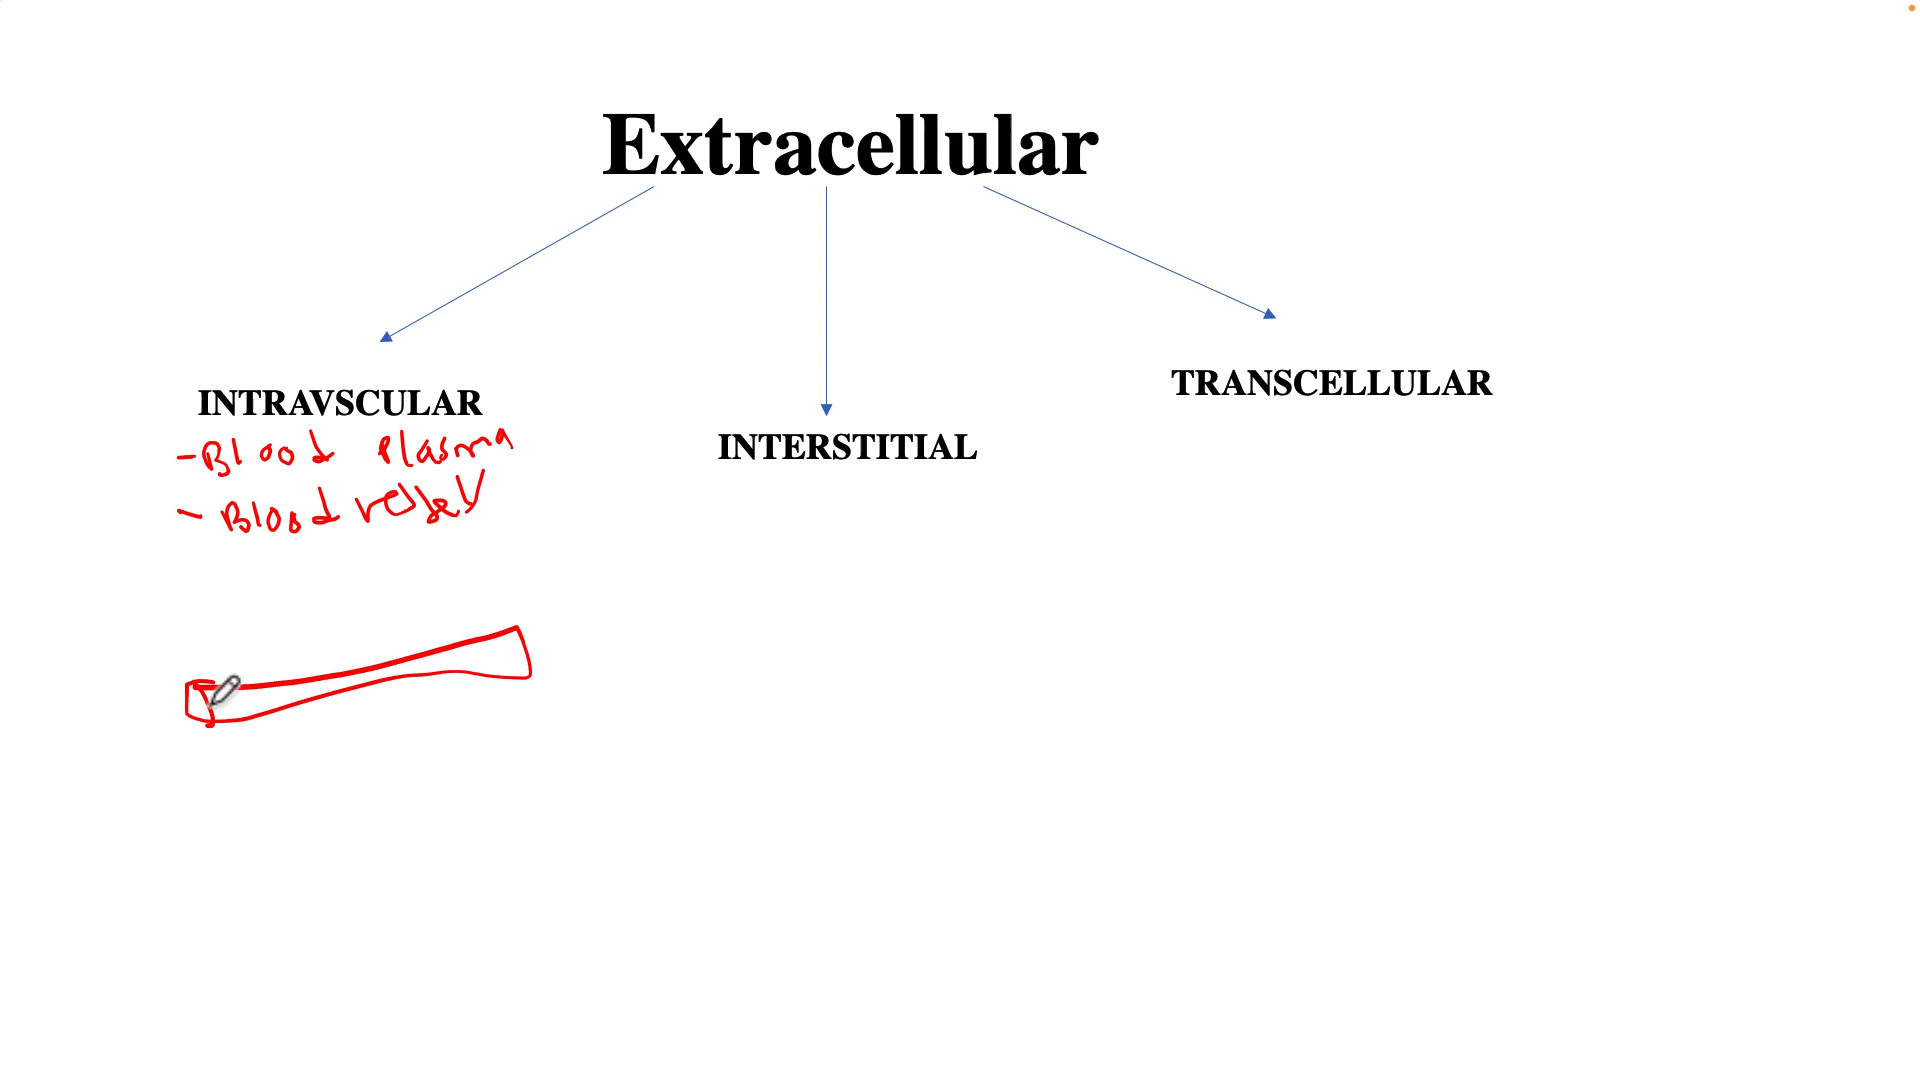 Extracellular
INTRAVSCULAR
INTERSTITIAL
TRANSCELLULAR
- Blood Plasma
- Blood vessel